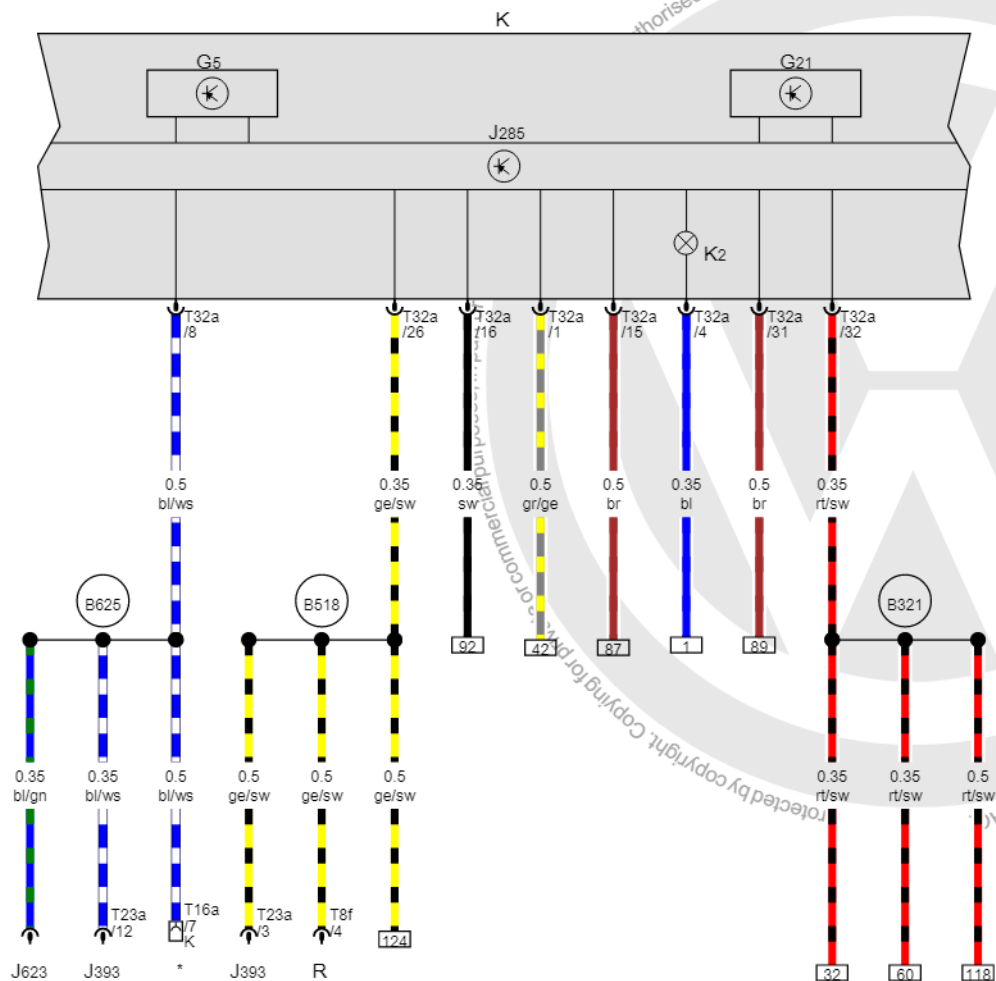 K
G5
G21
J285
K2
T32a
/8
T32a
/26
T32a
/16
T32a
/1
T32a
/15
T32a
/4
T32a
/31
T32a
/32
0.5
bl/ws
0.35
ge/sw
0.35
sw
0.5
gr/ge
0.5
br
0.35
bl
0.5
br
0.35
rt/sw
B625
B518
B321
92
42
87
1
89
0.35
bl/gn
0.35
bl/ws
0.5
bl/ws
0.5
ge/sw
0.5
ge/sw
0.5
ge/sw
0.35
rt/sw
0.35
rt/sw
0.5
rt/sw
T23a
/12
T16a
/7
K
T23a
/3
T8f
/4
124
J623
J393
*
J393
R
32
60
118
or commercial purposes, in
copyright. Copying for private
rotected by copy